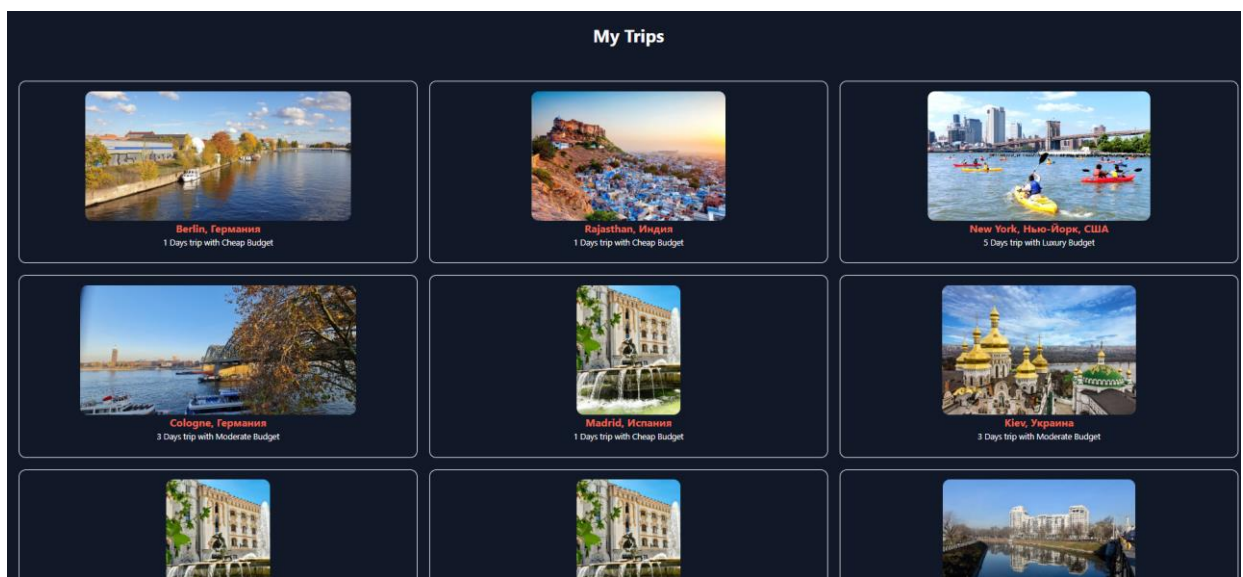 My Trips
Berlin, Германия
1 Days trip with Cheap Budget
Rajasthan, Индия
1 Days trip with Cheap Budget
New York, Нью-Йорк, США
5 Days trip with Luxury Budget
Cologne, Германия
3 Days trip with Moderate Budget
Madrid, Испания
1 Days trip with Cheap Budget
Kiev, Украина
3 Days trip with Moderate Budget